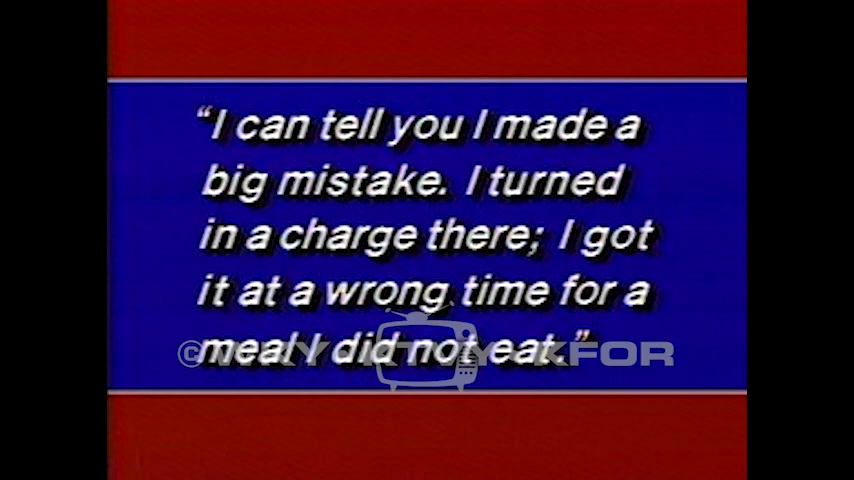 “I can tell you I made a
big mistake. I turned
in a charge there; I got
it at a wrong time for a
meal I did not eat.”
© KFOR